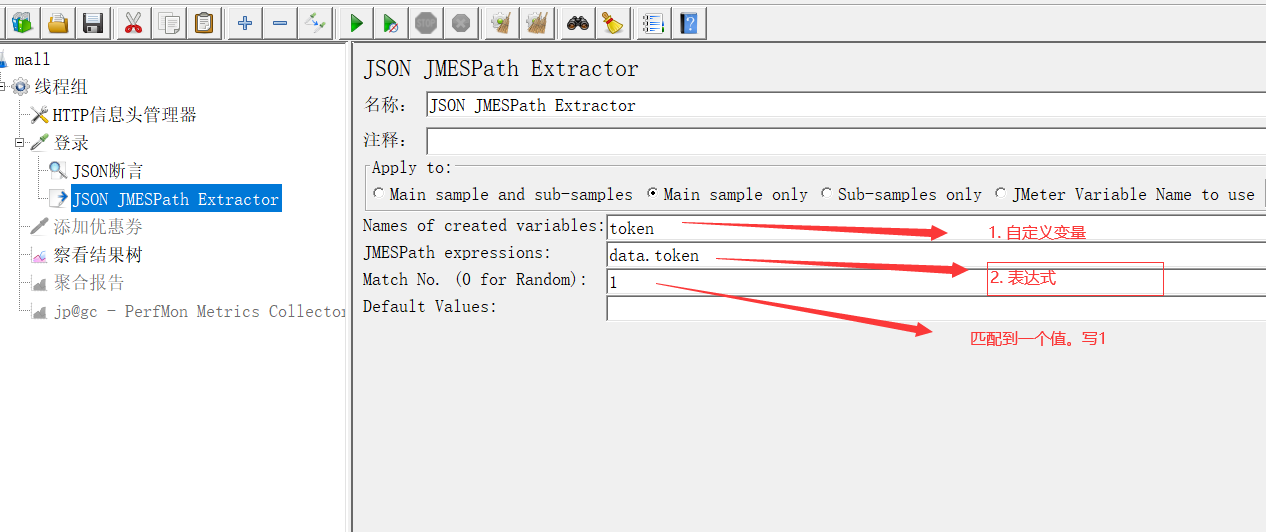 mall
线程组
HTTP信息头管理器
登录
JSON断言
JSON JMESPath Extractor
添加优惠券
察看结果树
聚合报告
jp@gc - PerfMon Metrics Collector
JSON JMESPath Extractor
名称: JSON JMESPath Extractor
注释:
Apply to:
Main sample and sub-samples Main sample only Sub-samples only JMeter Variable Name to use
Names of created variables: token 1. 自定义变量
JMESPath expressions: data.token
2. 表达式
Match No. (0 for Random): 1
Default Values:
匹配到一个值。写1
STOP